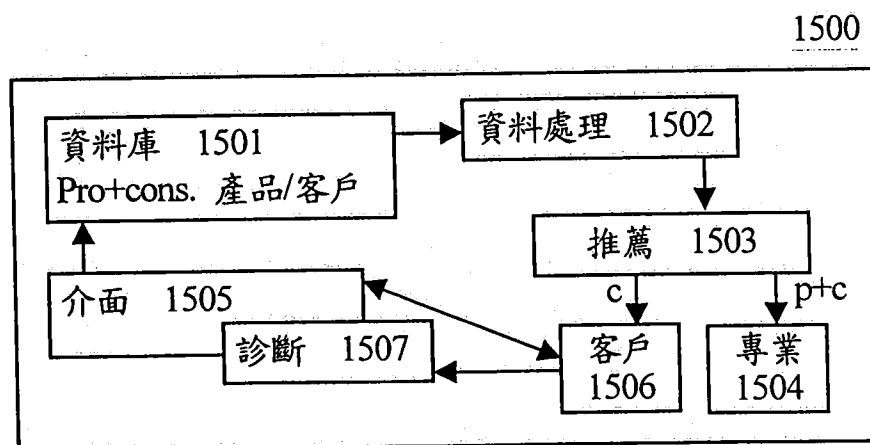 1500
資料庫 1501
Pro+cons. 產品/客戶
資料處理 1502
推薦 1503
c
p+c
介面 1505
診斷 1507
客戶
1506
專業
1504